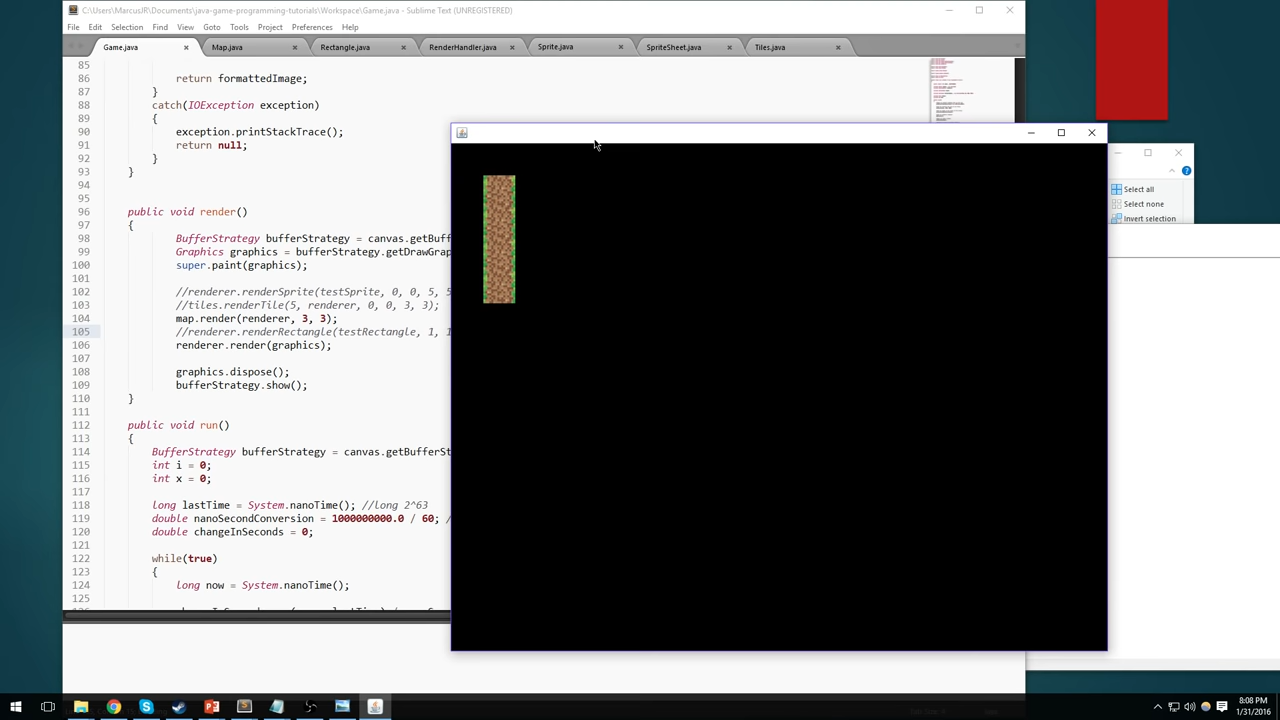 C:\Users\MarcusJR\Documents\java-game-programming-tutorials\Workspace\Game.java - Sublime Text (UNREGISTERED)
File Edit Selection Find View Goto Tools Project Preferences Help
Game.java Map.java Rectangle.java RenderHandler.java Sprite.java SpriteSheet.java Tiles.java
85
86 return formattedImage;
87 }
88 catch(IOException exception)
89 {
90 exception.printStackTrace();
91 return null;
92 }
93 }
94
95
96 public void render()
97 {
98 BufferStrategy bufferStrategy = canvas.getBuff
99 Graphics graphics = bufferStrategy.getDrawGrap
100 super.paint(graphics);
101
102 //renderer.renderSprite(testSprite, 0, 0, 5, 5
103 //tiles.renderTile(5, renderer, 0, 0, 3, 3);
104 map.render(renderer, 3, 3);
105 //renderer.renderRectangle(testRectangle, 1, 1
106 renderer.render(graphics);
107
108 graphics.dispose();
109 bufferStrategy.show();
110 }
111
112 public void run()
113 {
114 BufferStrategy bufferStrategy = canvas.getBufferSt
115 int i = 0;
116 int x = 0;
117
118 long lastTime = System.nanoTime(); //long 2^63
119 double nanoSecondConversion = 1000000000.0 / 60; /
120 double changeInSeconds = 0;
121
122 while(true)
123 {
124 long now = System.nanoTime();
125
Select all
Select none
Invert selection
8:08 PM
1/31/2016